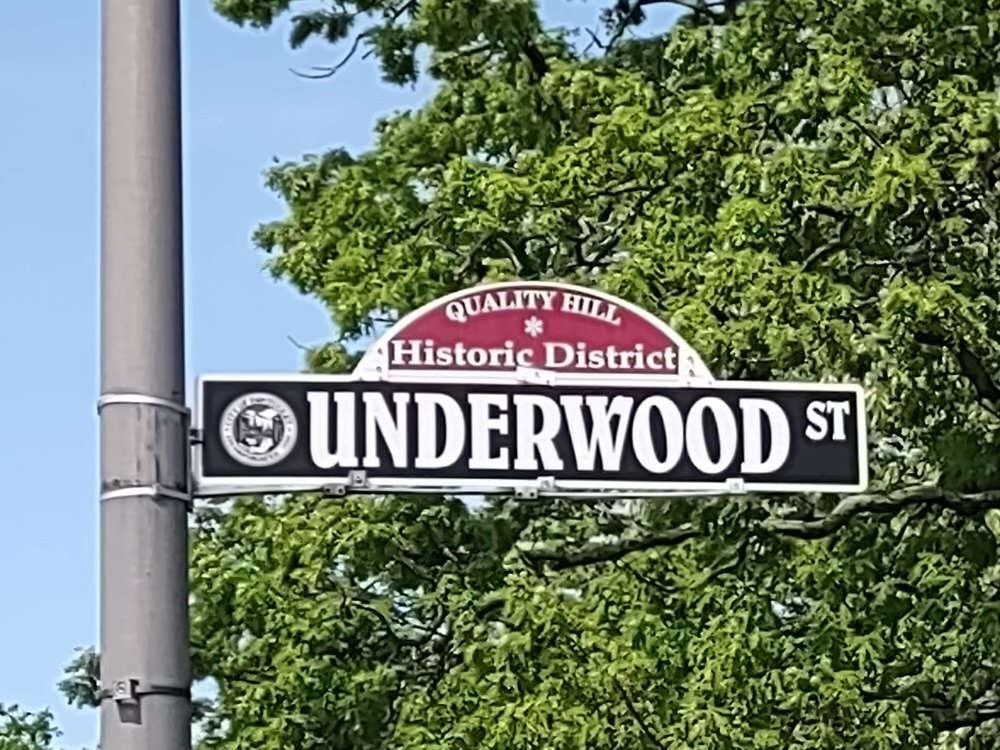 QUALITY HILL
Historic District
UNDERWOOD ST